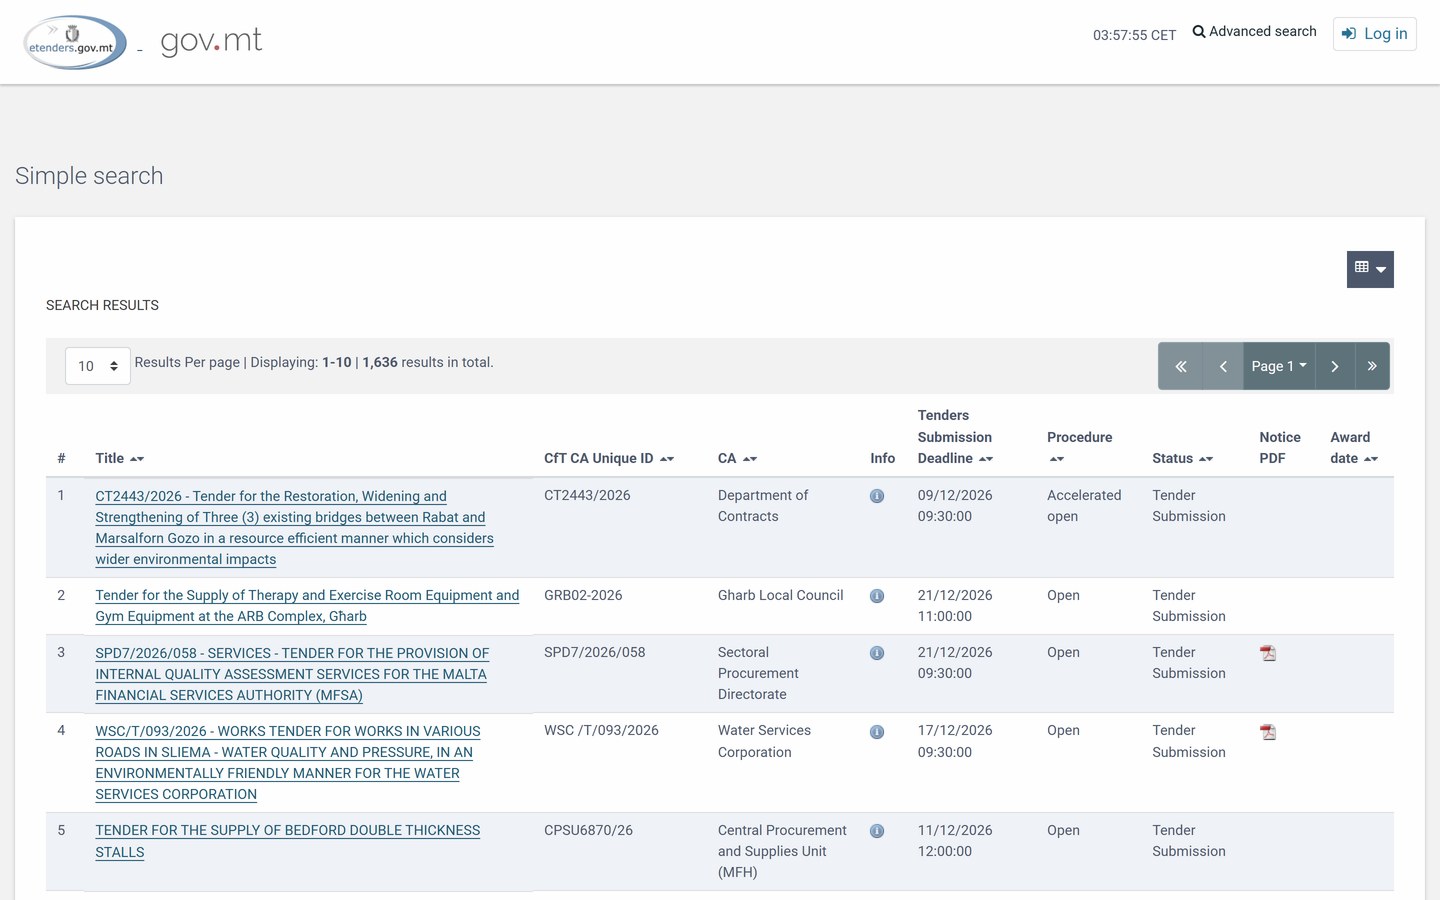 etenders.gov.mt
gov.mt
03:57:55 CET
Advanced search
Log in
Simple search
SEARCH RESULTS
10 Results Per page | Displaying: 1-10 | 1,636 results in total.
Page 1
# Title CfT CA Unique ID CA Info Tenders Submission Deadline Procedure Status Notice PDF Award date
1 CT2443/2026 - Tender for the Restoration, Widening and CT2443/2026 Department of 09/12/2026 Accelerated Tender
Strengthening of Three (3) existing bridges between Rabat and Contracts 09:30:00 open Submission
Marsalforn Gozo in a resource efficient manner which considers
wider environmental impacts
2 Tender for the Supply of Therapy and Exercise Room Equipment and GRB02-2026 Gharb Local Council 21/12/2026 Open Tender
Gym Equipment at the ARB Complex, Għarb 11:00:00 Submission
3 SPD7/2026/058 - SERVICES - TENDER FOR THE PROVISION OF SPD7/2026/058 Sectoral 21/12/2026 Open Tender
INTERNAL QUALITY ASSESSMENT SERVICES FOR THE MALTA Procurement 09:30:00 Submission
FINANCIAL SERVICES AUTHORITY (MFSA) Directorate
4 WSC/T/093/2026 - WORKS TENDER FOR WORKS IN VARIOUS WSC /T/093/2026 Water Services 17/12/2026 Open Tender
ROADS IN SLIEMA - WATER QUALITY AND PRESSURE, IN AN Corporation 09:30:00 Submission
ENVIRONMENTALLY FRIENDLY MANNER FOR THE WATER
SERVICES CORPORATION
5 TENDER FOR THE SUPPLY OF BEDFORD DOUBLE THICKNESS CPSU6870/26 Central Procurement 11/12/2026 Open Tender
STALLS and Supplies Unit 12:00:00 Submission
(MFH)